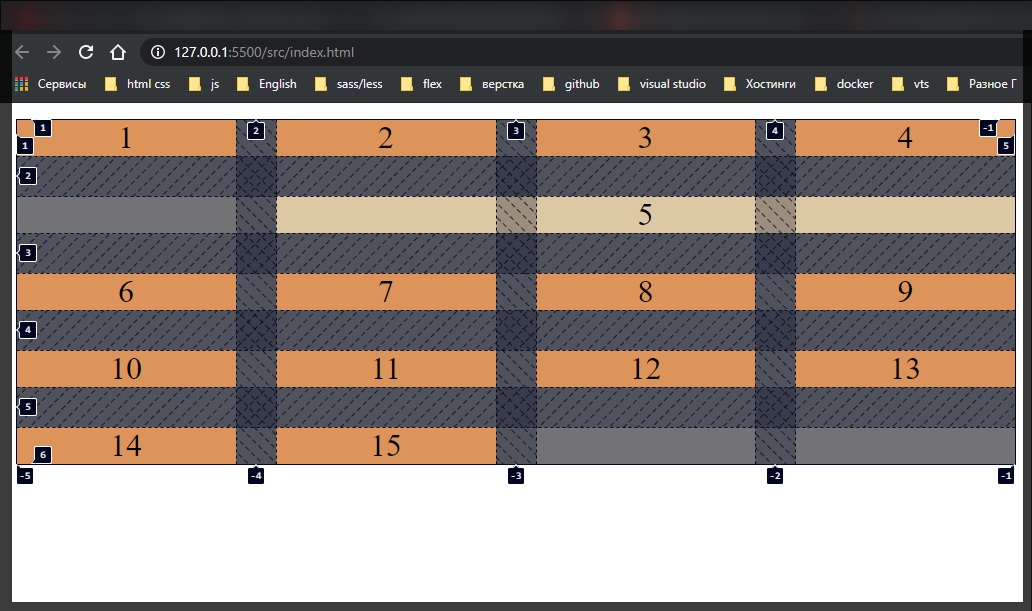 127.0.0.1:5500/src/index.html
Сервисы html css js English sass/less flex верстка github visual studio Хостинги docker vts Разное Г
1 2 3 4 -1
1 1 2 3 4 5
2
5
3
6 7 8 9
4
10 11 12 13
5
14 15
6
-5 -4 -3 -2 -1